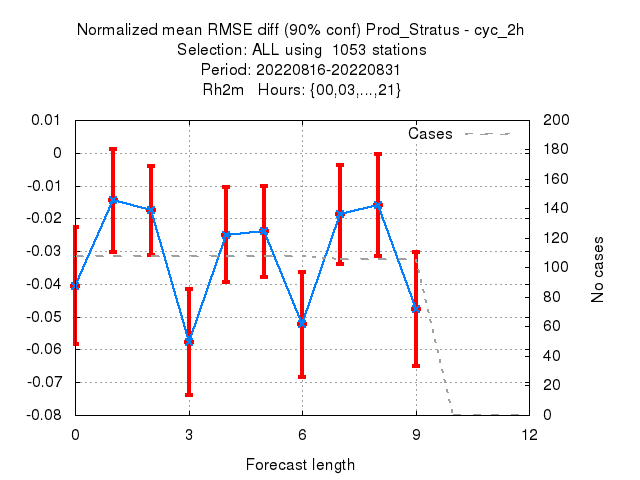 Normalized mean RMSE diff (90% conf) Prod_Stratus - cyc_2h
Selection: ALL using  1053 stations
Period: 20220816-20220831
Rh2m   Hours: {00,03,...,21}
0.01
0
-0.01
-0.02
-0.03
-0.04
-0.05
-0.06
-0.07
-0.08
Cases
200
180
160
140
120
100
80
60
40
20
0
No cases
0 3 6 9 12
Forecast length